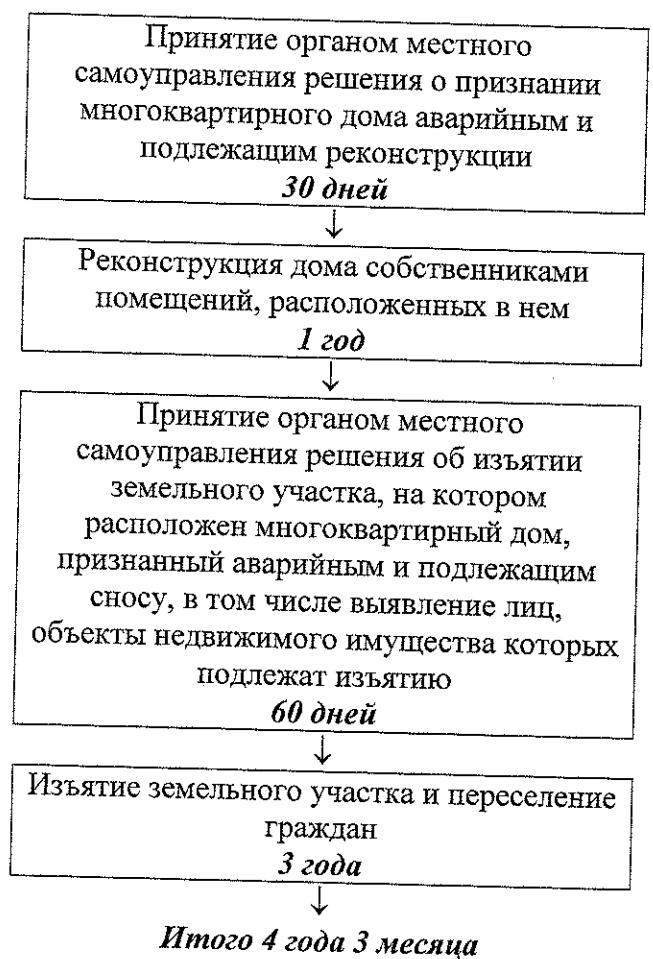 Принятие органом местного
самоуправления решения о признании
многоквартирного дома аварийным и
подлежащим реконструкции
30 дней
↓
Реконструкция дома собственниками
помещений, расположенных в нем
1 год
↓
Принятие органом местного
самоуправления решения об изъятии
земельного участка, на котором
расположен многоквартирный дом,
признанный аварийным и подлежащим
сносу, в том числе выявление лиц,
объекты недвижимого имущества которых
подлежат изъятию
60 дней
↓
Изъятие земельного участка и переселение
граждан
3 года
↓
Итого 4 года 3 месяца